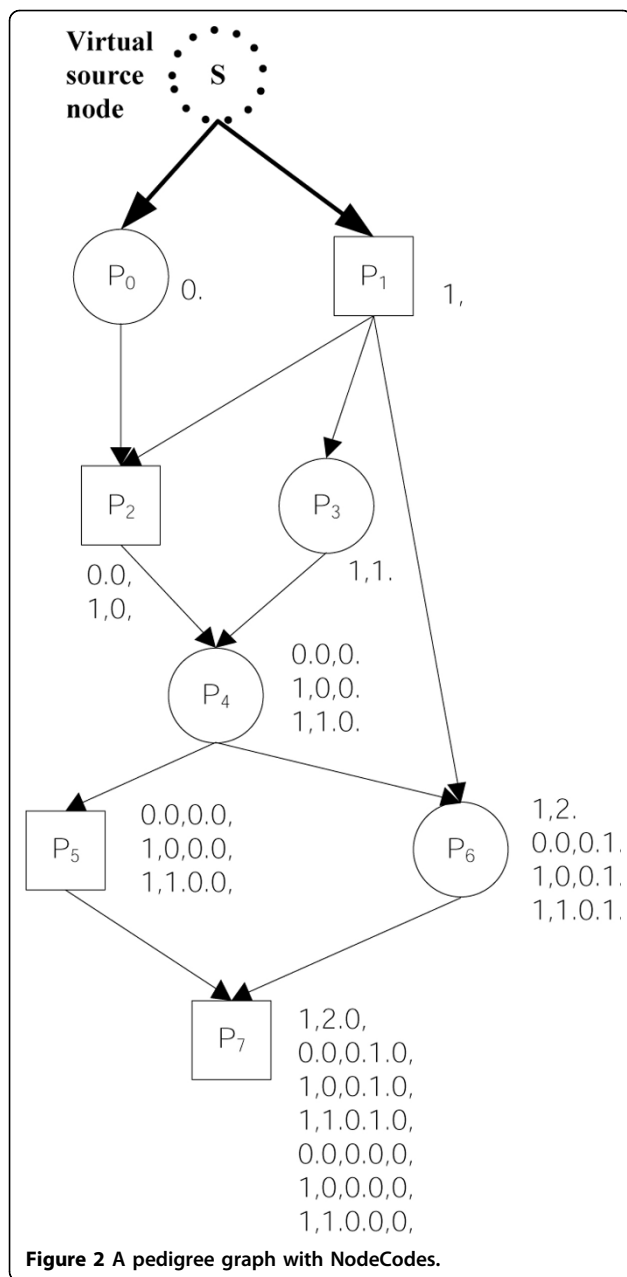 Virtual
source
node
S
P₀
0.
P₁
1,
P₂
0.0,
1,0,
P₃
1,1.
P₄
0.0,0.
1,0,0.
1,1.0.
P₅
0.0,0.0,
1,0,0.0,
1,1.0.0,
P₆
1,2.
0.0,0.1.
1,0,0.1.
1,1.0.1.
P₇
1,2.0,
0.0,0.1.0,
1,0,0.1.0,
1,1.0.1.0,
0.0,0.0,0,
1,0,0.0,0,
1,1.0.0,0,
Figure 2 A pedigree graph with NodeCodes.